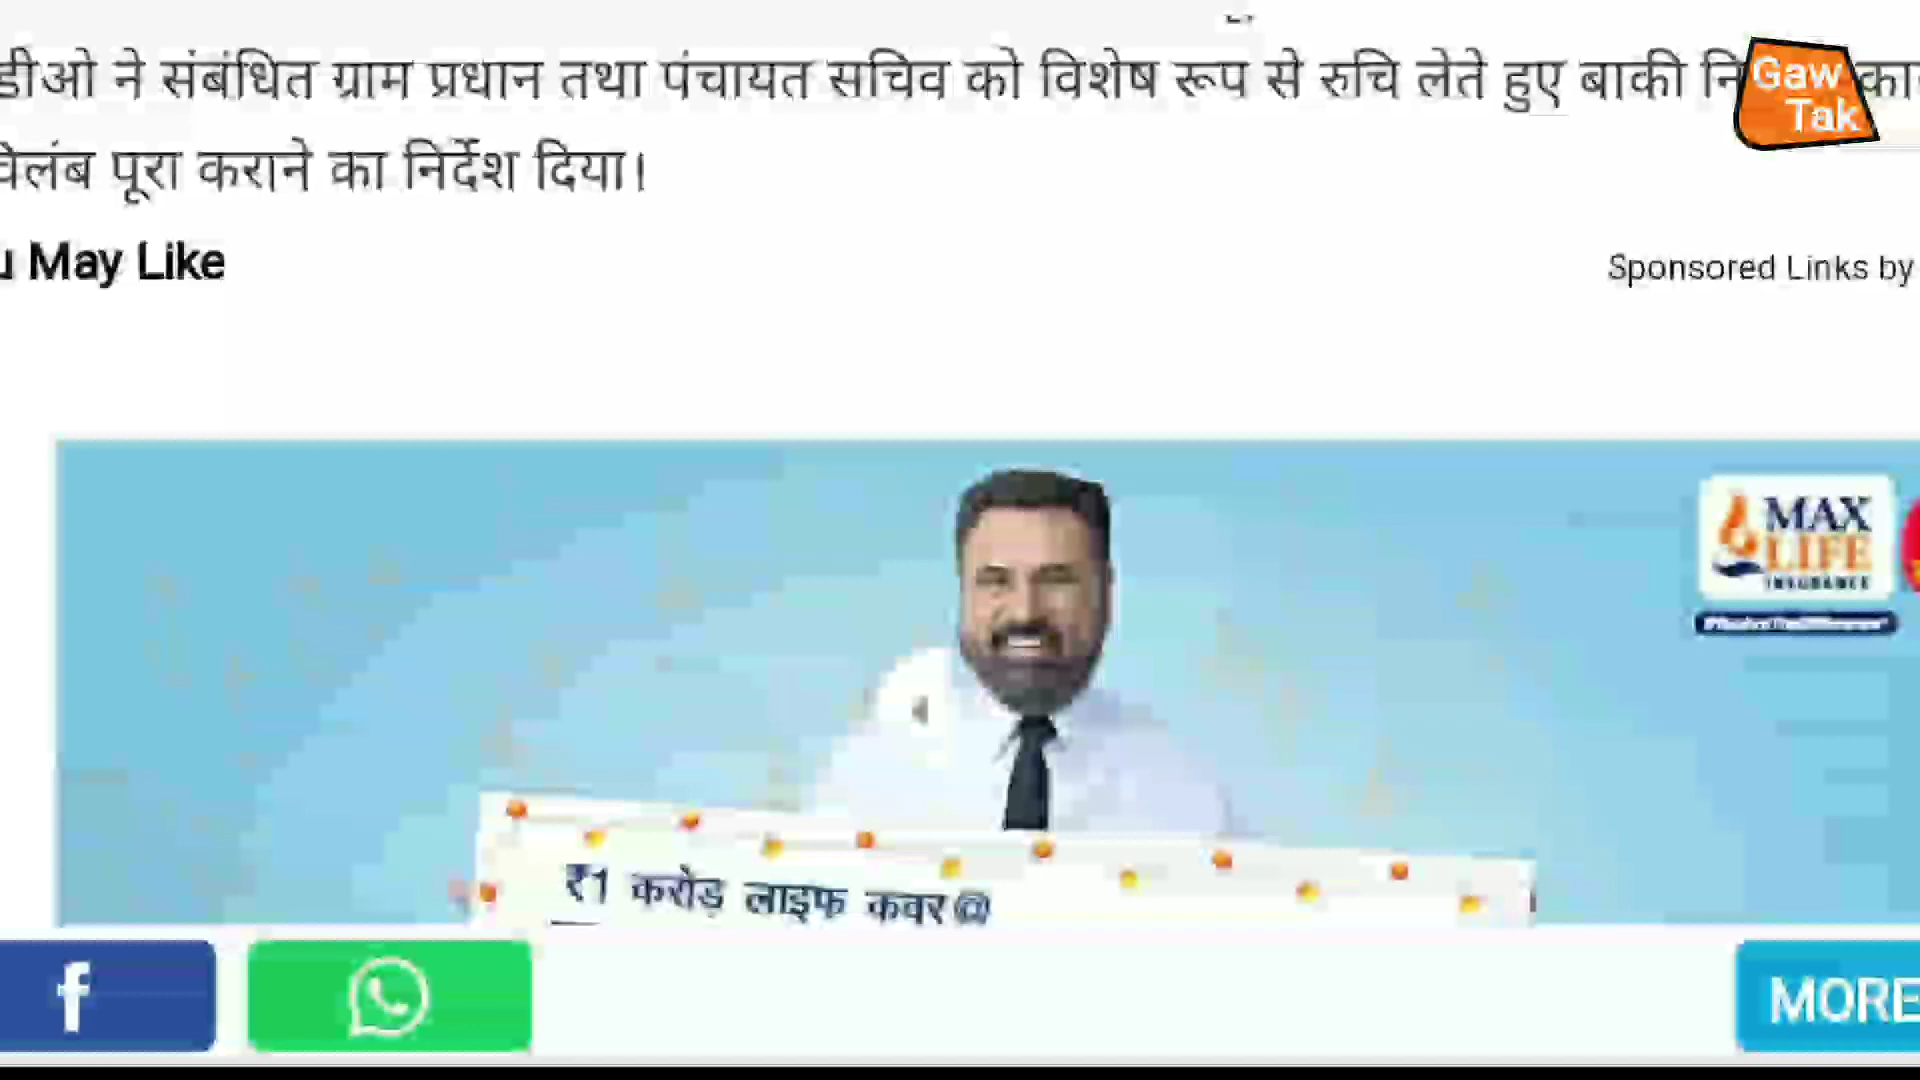 डीओ ने संबंधित ग्राम प्रधान तथा पंचायत सचिव को विशेष रूप से रुचि लेते हुए बाकी
Gaw
Tak
विलंब पूरा कराने का निर्देश दिया।
u May Like
Sponsored Links by
MAX
LIFE
INSURANCE
₹1 करोड़ लाइफ कवर@
f
MORE